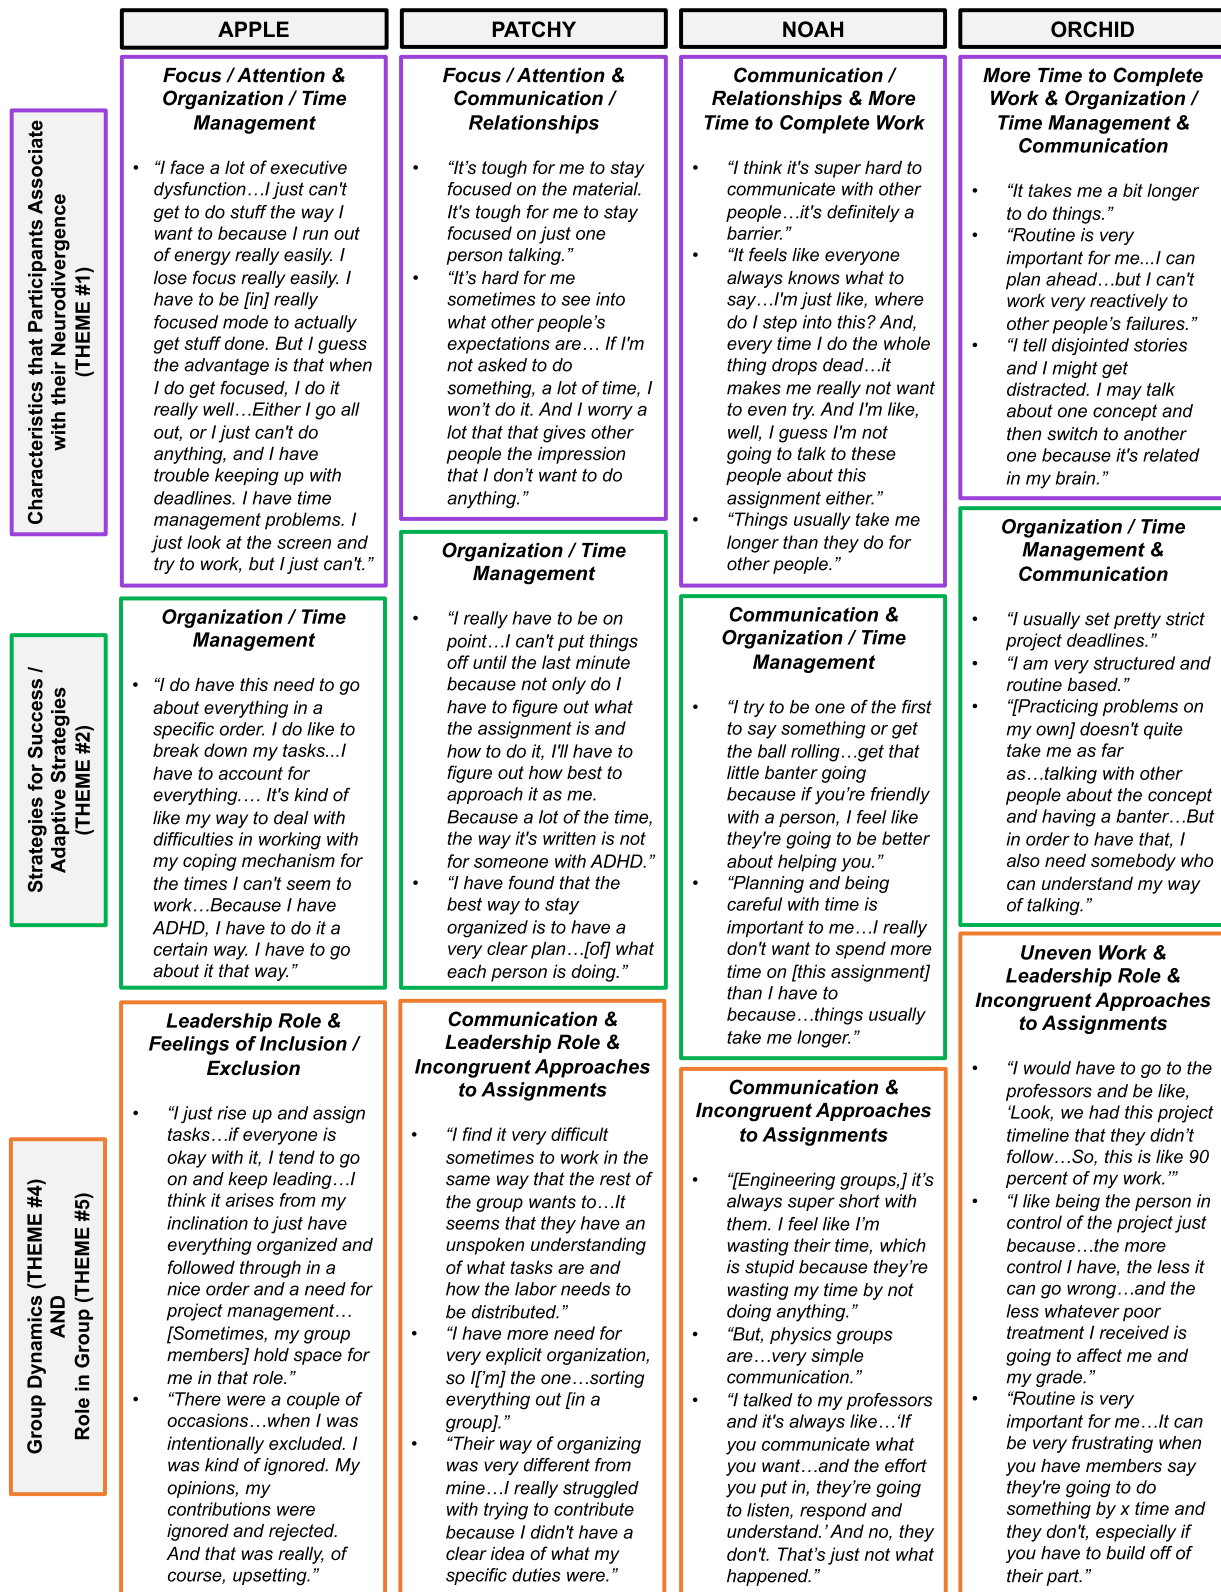 APPLE
PATCHY
NOAH
ORCHID
Characteristics that Participants Associate
with their Neurodivergence
(THEME #1)
Focus / Attention &
Organization / Time
Management
• “I face a lot of executive
dysfunction…I just can't
get to do stuff the way I
want to because I run out
of energy really easily. I
lose focus really easily. I
have to be [in] really
focused mode to actually
get stuff done. But I guess
the advantage is that when
I do get focused, I do it
really well…Either I go all
out, or I just can't do
anything, and I have
trouble keeping up with
deadlines. I have time
management problems. I
just look at the screen and
try to work, but I just can't.”
Focus / Attention &
Communication /
Relationships
• “It’s tough for me to stay
focused on the material.
It's tough for me to stay
focused on just one
person talking.”
• “It’s hard for me
sometimes to see into
what other people’s
expectations are… If I'm
not asked to do
something, a lot of time, I
won’t do it. And I worry a
lot that that gives other
people the impression
that I don’t want to do
anything.”
Communication /
Relationships & More
Time to Complete Work
• “I think it's super hard to
communicate with other
people…it's definitely a
barrier.”
• “It feels like everyone
always knows what to
say…I'm just like, where
do I step into this? And,
every time I do the whole
thing drops dead…it
makes me really not want
to even try. And I'm like,
well, I guess I'm not
going to talk to these
people about this
assignment either.”
• “Things usually take me
longer than they do for
other people.”
More Time to Complete
Work & Organization /
Time Management &
Communication
• “It takes me a bit longer
to do things.”
• “Routine is very
important for me...I can
plan ahead…but I can't
work very reactively to
other people’s failures.”
• “I tell disjointed stories
and I might get
distracted. I may talk
about one concept and
then switch to another
one because it's related
in my brain.”
Strategies for Success /
Adaptive Strategies
(THEME #2)
Organization / Time
Management
• “I do have this need to go
about everything in a
specific order. I do like to
break down my tasks...I
have to account for
everything.… It's kind of
like my way to deal with
difficulties in working with
my coping mechanism for
the times I can't seem to
work…Because I have
ADHD, I have to do it a
certain way. I have to go
about it that way.”
Organization / Time
Management
• “I really have to be on
point…I can't put things
off until the last minute
because not only do I
have to figure out what
the assignment is and
how to do it, I'll have to
figure out how best to
approach it as me.
Because a lot of the time,
the way it's written is not
for someone with ADHD.”
• “I have found that the
best way to stay
organized is to have a
very clear plan…[of] what
each person is doing.”
Communication &
Organization / Time
Management
• “I try to be one of the first
to say something or get
the ball rolling…get that
little banter going
because if you’re friendly
with a person, I feel like
they're going to be better
about helping you.”
• “Planning and being
careful with time is
important to me…I really
don't want to spend more
time on [this assignment]
than I have to
because…things usually
take me longer.”
Organization / Time
Management &
Communication
• “I usually set pretty strict
project deadlines.”
• “I am very structured and
routine based.”
• “[Practicing problems on
my own] doesn't quite
take me as far
as…talking with other
people about the concept
and having a banter…But
in order to have that, I
also need somebody who
can understand my way
of talking.”
Group Dynamics (THEME #4)
AND
Role in Group (THEME #5)
Leadership Role &
Feelings of Inclusion /
Exclusion
• “I just rise up and assign
tasks…if everyone is
okay with it, I tend to go
on and keep leading…I
think it arises from my
inclination to just have
everything organized and
followed through in a
nice order and a need for
project management…
[Sometimes, my group
members] hold space for
me in that role.”
• “There were a couple of
occasions…when I was
intentionally excluded. I
was kind of ignored. My
opinions, my
contributions were
ignored and rejected.
And that was really, of
course, upsetting.”
Communication &
Leadership Role &
Incongruent Approaches
to Assignments
• “I find it very difficult
sometimes to work in the
same way that the rest of
the group wants to…It
seems that they have an
unspoken understanding
of what tasks are and
how the labor needs to
be distributed.”
• “I have more need for
very explicit organization,
so I[’m] the one…sorting
everything out [in a
group].”
• “Their way of organizing
was very different from
mine…I really struggled
with trying to contribute
because I didn't have a
clear idea of what my
specific duties were.”
Communication &
Incongruent Approaches
to Assignments
• “[Engineering groups,] it’s
always super short with
them. I feel like I’m
wasting their time, which
is stupid because they’re
wasting my time by not
doing anything.”
• “But, physics groups
are…very simple
communication.”
• “I talked to my professors
and it's always like…‘If
you communicate what
you want…and the effort
you put in, they’re going
to listen, respond and
understand.’ And no, they
don't. That’s just not what
happened.”
Uneven Work &
Leadership Role &
Incongruent Approaches
to Assignments
• “I would have to go to the
professors and be like,
‘Look, we had this project
timeline that they didn’t
follow…So, this is like 90
percent of my work.’”
• “I like being the person in
control of the project just
because…the more
control I have, the less it
can go wrong…and the
less whatever poor
treatment I received is
going to affect me and
my grade.”
• “Routine is very
important for me…It can
be very frustrating when
you have members say
they're going to do
something by x time and
they don't, especially if
you have to build off of
their part.”